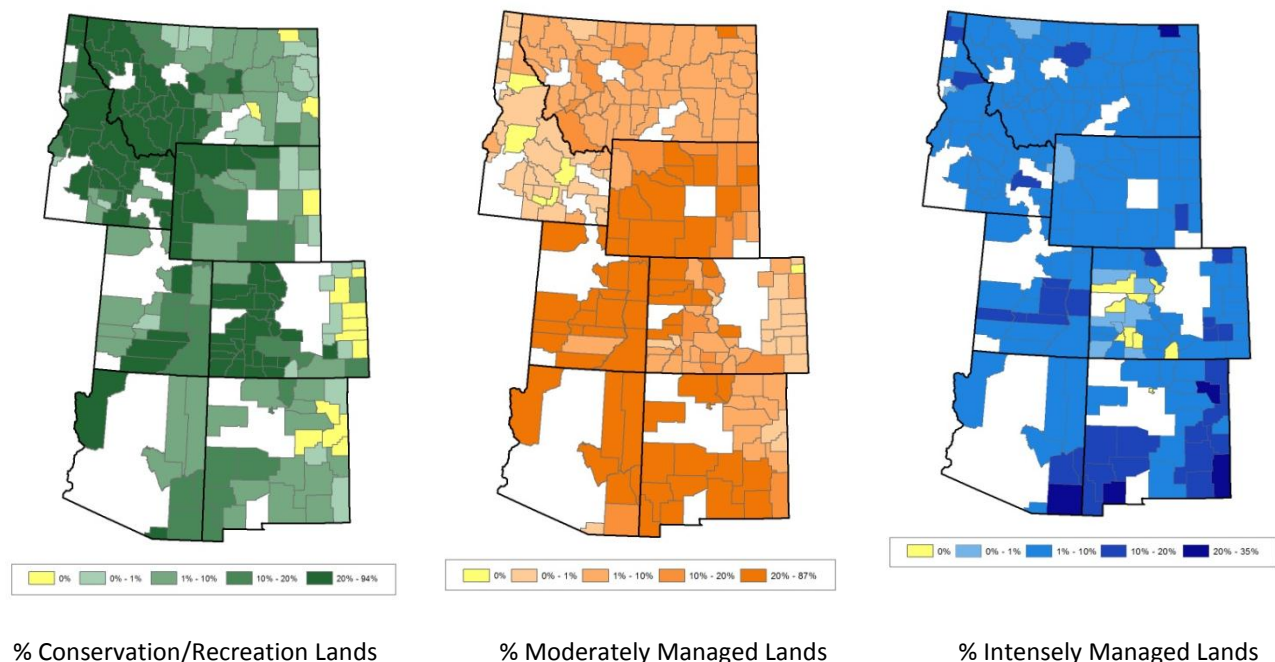 0% 0% - 1% 1% - 10% 10% - 20% 20% - 94%
0% 0% - 1% 1% - 10% 10% - 20% 20% - 87%
0% 0% - 1% 1% - 10% 10% - 20% 20% - 35%
% Conservation/Recreation Lands
% Moderately Managed Lands
% Intensely Managed Lands